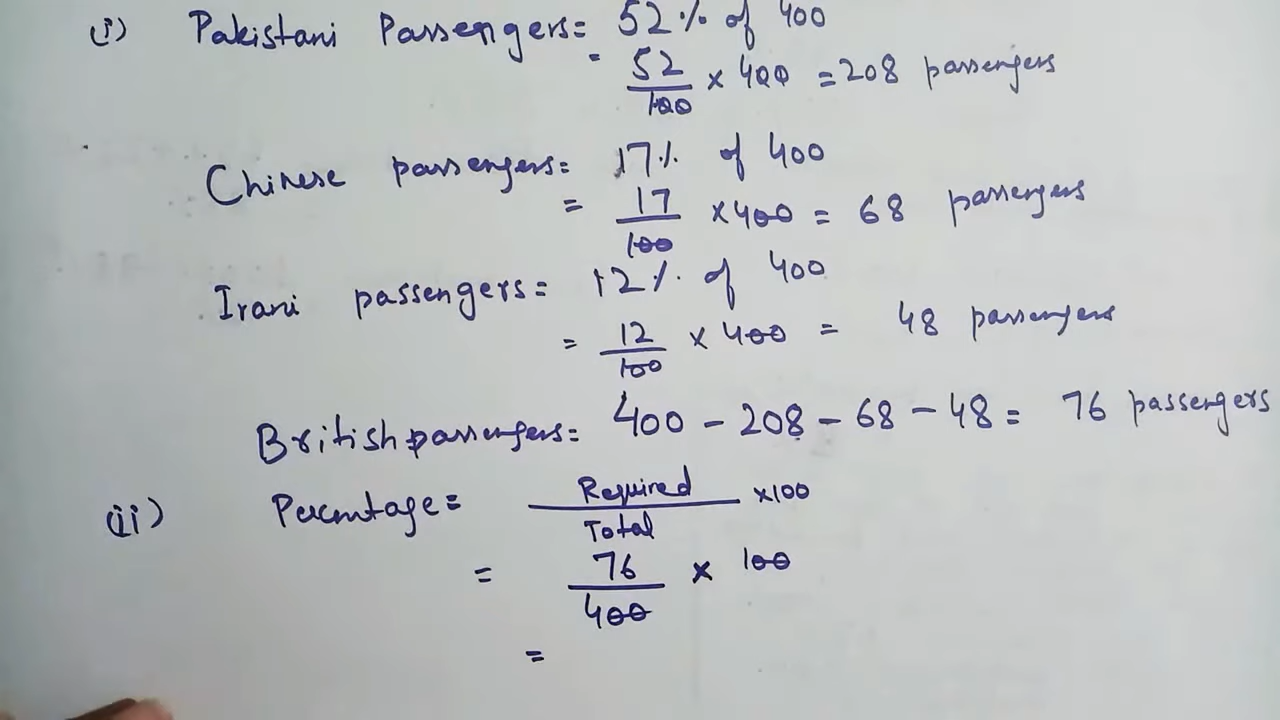 (i) Pakistani Passengers= 52% of 400
= 52/100 × 400 = 208 passengers
Chinese passengers= 17% of 400
= 17/100 × 400 = 68 passengers
Irani passengers= 12% of 400
= 12/100 × 400 = 48 passengers
British passengers= 400 - 208 - 68 - 48 = 76 passengers
(ii) Percentage= Required/Total ×100
= 76/400 × 100
=